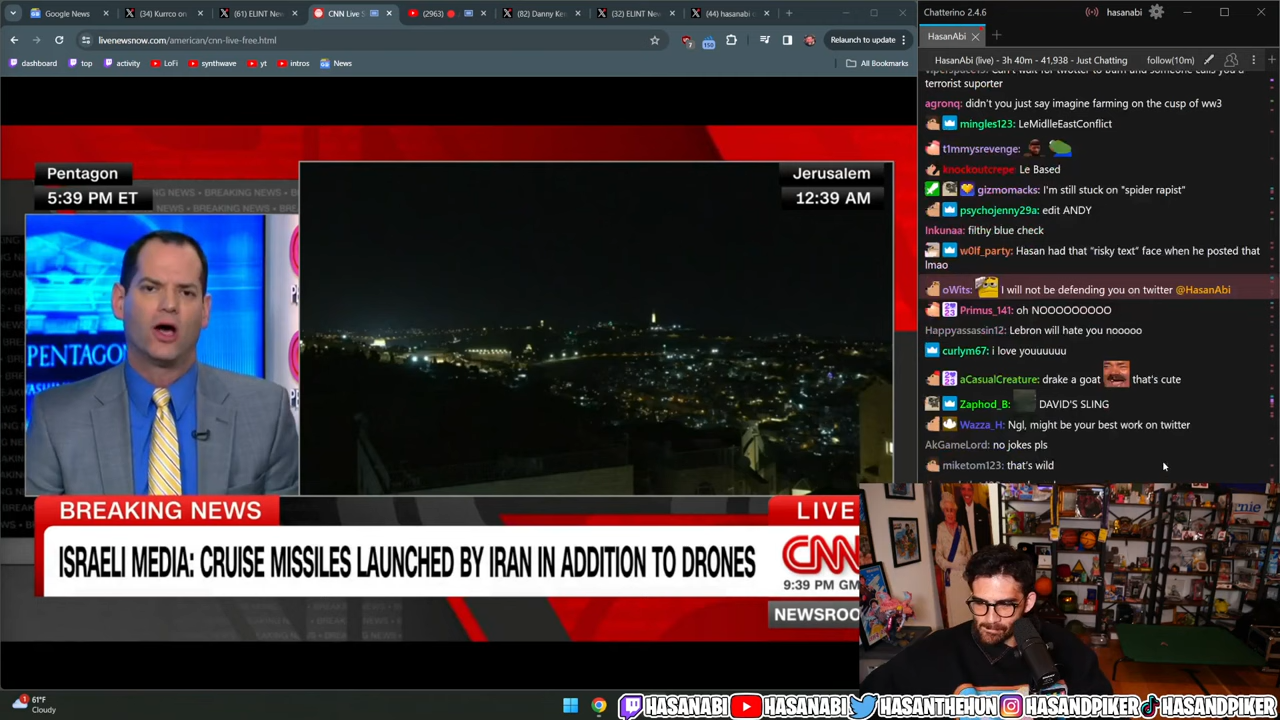 Google News
(34) Kurrco on
(61) ELINT New
CNN Live S
(2963)
(82) Danny Ke
(32) ELINT New
(44) hasanabi
livenewsnow.com/american/cnn-live-free.html
Relaunch to update
dashboard
top
activity
LoFi
synthwave
yt
intros
News
All Bookmarks
Chatterino 2.4.6
hasanabi
HasanAbi
HasanAbi (live) - 3h 40m - 41,938 - Just Chatting
follow(10m)
terrorist suporter
agronq: didn't you just say imagine farming on the cusp of ww3
mingles123: LeMidlleEastConflict
t1mmysrevenge:
knockoutcrepe: Le Based
gizmomacks: I'm still stuck on "spider rapist"
psychojenny29a: edit ANDY
Inkunaa: filthy blue check
w0lf_party: Hasan had that "risky text" face when he posted that
lmao
oWits: I will not be defending you on twitter @HasanAbi
Primus_141: oh NOOOOOOOOO
Happyassassin12: Lebron will hate you nooooo
curlym67: i love youuuuuu
aCasualCreature: drake a goat that's cute
Zaphod_B: DAVID'S SLING
Wazza_H: Ngl, might be your best work on twitter
AkGameLord: no jokes pls
miketom123: that's wild
Pentagon
5:39 PM ET
Jerusalem
12:39 AM
BREAKING NEWS
PENTAGON
BREAKING NEWS
LIVE
ISRAELI MEDIA: CRUISE MISSILES LAUNCHED BY IRAN IN ADDITION TO DRONES
CNN
9:39 PM GM
NEWSROO
61°F
Cloudy
HASANABI
HASANABI
HASANTHEHUN
HASANDPIKER
HASANDPIKER